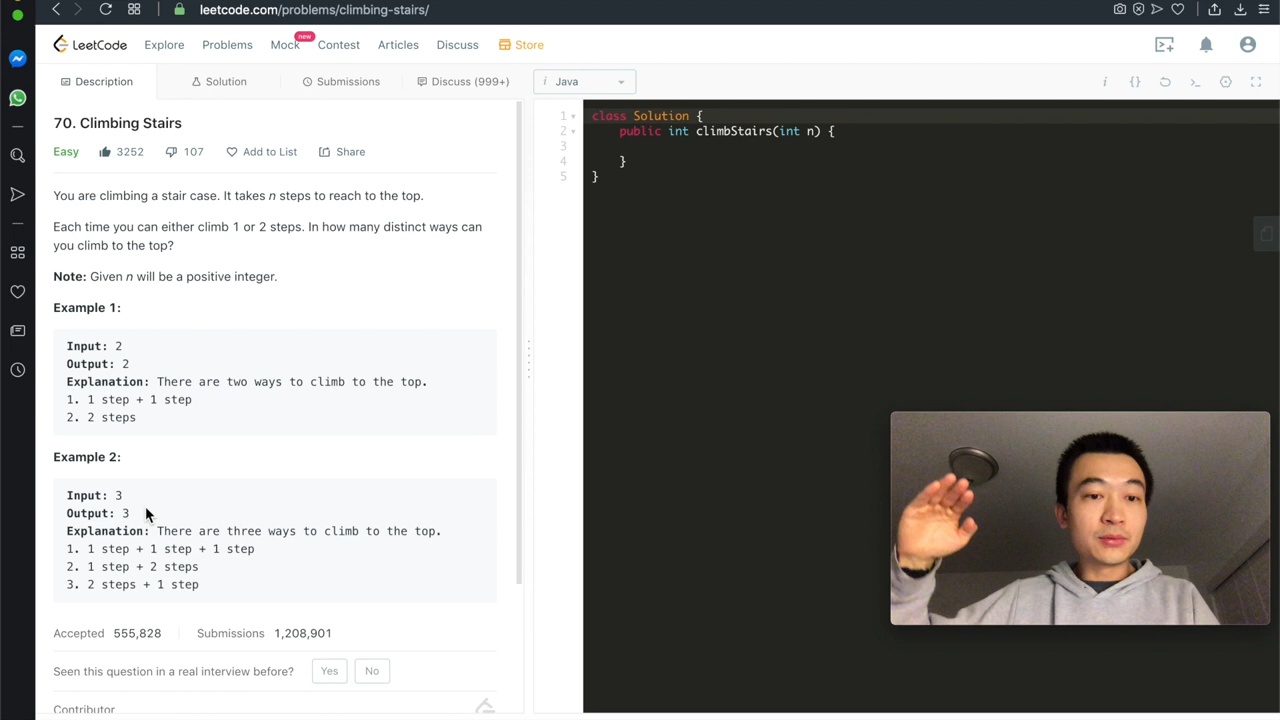 leetcode.com/problems/climbing-stairs/
LeetCode Explore Problems Mock new Contest Articles Discuss Store
Description Solution Submissions Discuss (999+) i Java
70. Climbing Stairs
Easy 3252 107 Add to List Share
You are climbing a stair case. It takes n steps to reach to the top.
Each time you can either climb 1 or 2 steps. In how many distinct ways can
you climb to the top?
Note: Given n will be a positive integer.
Example 1:
Input: 2
Output: 2
Explanation: There are two ways to climb to the top.
1. 1 step + 1 step
2. 2 steps
Example 2:
Input: 3
Output: 3
Explanation: There are three ways to climb to the top.
1. 1 step + 1 step + 1 step
2. 1 step + 2 steps
3. 2 steps + 1 step
Accepted 555,828 Submissions 1,208,901
Seen this question in a real interview before? Yes No
Contributor
1 class Solution {
2 public int climbStairs(int n) {
3
4 }
5 }